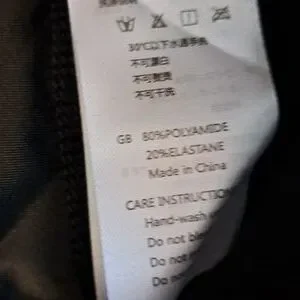 30℃以下水温手洗
不可漂白
不可熨烫
不可干洗
GB 80%POLYAMIDE
20%ELASTANE
Made in China
CARE INSTRUCTION
Hand-wash
Do not
Do not
Do not